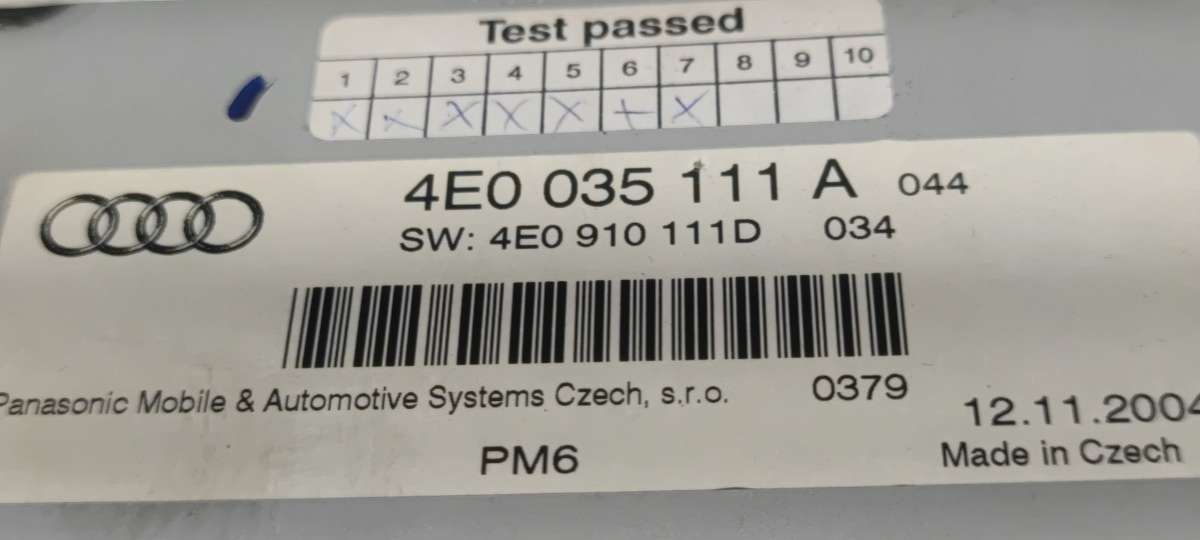 Test passed
1 2 3 4 5 6 7 8 9 10
X X X X X + X
4E0 035 111 A 044
SW: 4E0 910 111D 034
Panasonic Mobile & Automotive Systems Czech, s.r.o. 0379
12.11.2004
PM6
Made in Czech